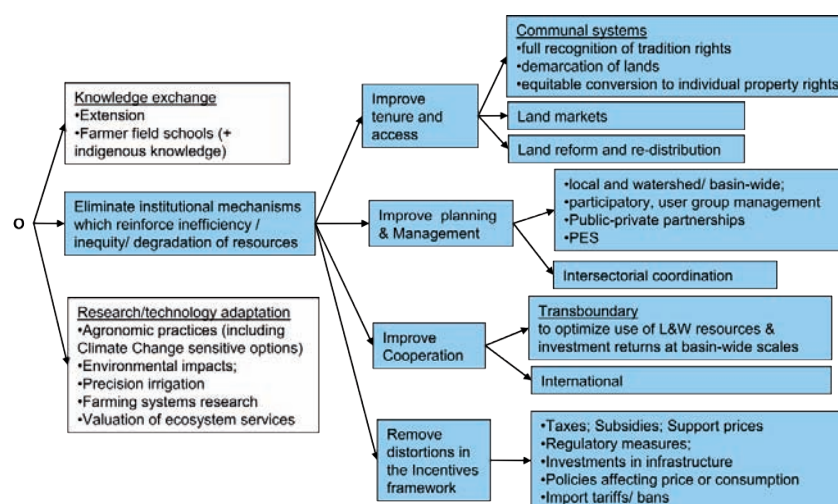 o
Knowledge exchange
•Extension
•Farmer field schools (+
indigenous knowledge)
Eliminate institutional mechanisms
which reinforce inefficiency /
inequity/ degradation of resources
Research/technology adaptation
•Agronomic practices (including
Climate Change sensitive options)
•Environmental impacts;
•Precision irrigation
•Farming systems research
•Valuation of ecosystem services
Improve
tenure and
access
Communal systems
•full recognition of tradition rights
•demarcation of lands
•equitable conversion to individual property rights
Land markets
Land reform and re-distribution
Improve planning
& Management
•local and watershed/ basin-wide;
•participatory, user group management
•Public-private partnerships
•PES
Intersectorial coordination
Improve
Cooperation
Transboundary
to optimize use of L&W resources &
investment returns at basin-wide scales
International
Remove
distortions in
the Incentives
framework
•Taxes; Subsidies; Support prices
•Regulatory measures;
•Investments in infrastructure
•Policies affecting price or consumption
•Import tariffs/ bans